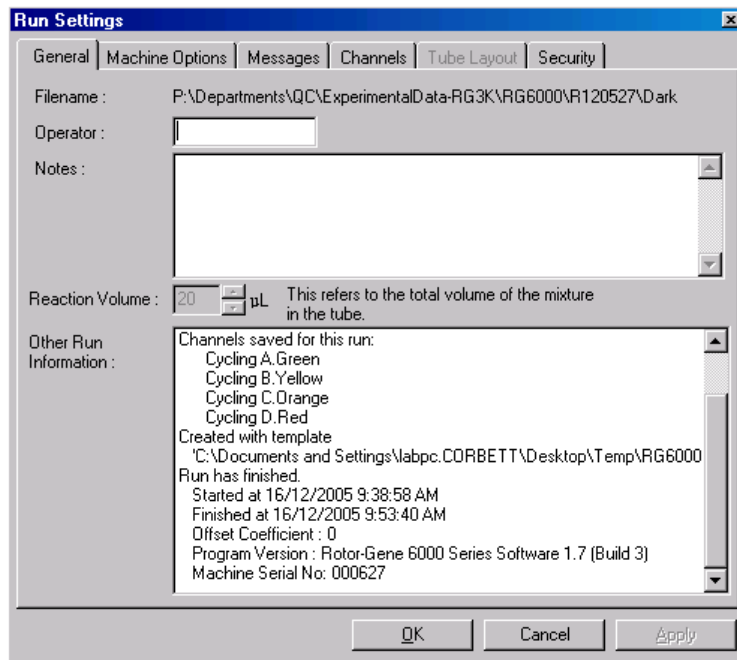 Run Settings
General Machine Options Messages Channels Tube Layout Security
Filename : P:\Departments\QC\ExperimentalData-RG3K\RG6000\R120527\Dark
Operator :
Notes :
Reaction Volume : 20 µL This refers to the total volume of the mixture
in the tube.
Other Run
Information :
Channels saved for this run:
Cycling A.Green
Cycling B.Yellow
Cycling C.Orange
Cycling D.Red
Created with template
'C:\Documents and Settings\labpc.CORBETT\Desktop\Temp\RG6000
Run has finished.
Started at 16/12/2005 9:38:58 AM
Finished at 16/12/2005 9:53:40 AM
Offset Coefficient : 0
Program Version : Rotor-Gene 6000 Series Software 1.7 (Build 3)
Machine Serial No: 000627
OK Cancel Apply